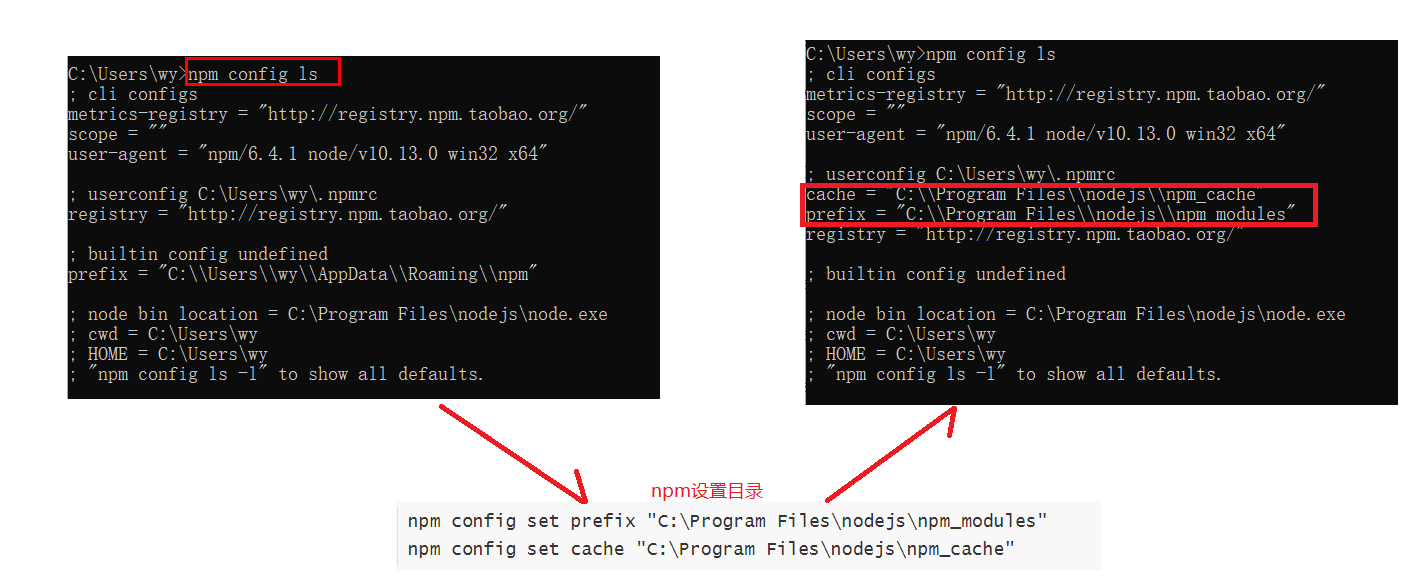 C:\Users\wy>npm config ls
; cli configs
metrics-registry = "http://registry.npm.taobao.org/"
scope = ""
user-agent = "npm/6.4.1 node/v10.13.0 win32 x64"
; userconfig C:\Users\wy\.npmrc
registry = "http://registry.npm.taobao.org/"
; builtin config undefined
prefix = "C:\\Users\\wy\\AppData\\Roaming\\npm"
; node bin location = C:\Program Files\nodejs\node.exe
; cwd = C:\Users\wy
; HOME = C:\Users\wy
; "npm config ls -l" to show all defaults.
C:\Users\wy>npm config ls
; cli configs
metrics-registry = "http://registry.npm.taobao.org/"
scope = ""
user-agent = "npm/6.4.1 node/v10.13.0 win32 x64"
; userconfig C:\Users\wy\.npmrc
cache = "C:\\Program Files\\nodejs\\npm_cache"
prefix = "C:\\Program Files\\nodejs\\npm_modules"
registry = "http://registry.npm.taobao.org/"
; builtin config undefined
; node bin location = C:\Program Files\nodejs\node.exe
; cwd = C:\Users\wy
; HOME = C:\Users\wy
; "npm config ls -l" to show all defaults.
npm设置目录
npm config set prefix "C:\Program Files\nodejs\npm_modules"
npm config set cache "C:\Program Files\nodejs\npm_cache"